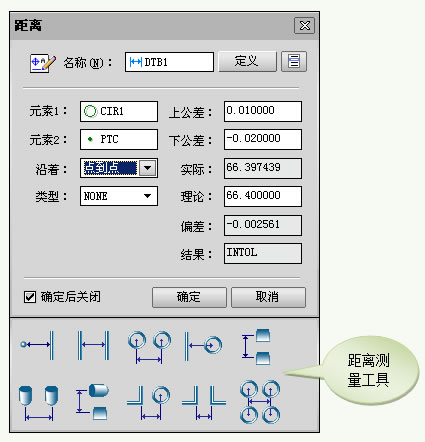 距离
名称(N)： DTB1 定义
元素1： CIR1 上公差： 0.010000
元素2： PTC 下公差： -0.020000
沿着： 点到点 实际： 66.397439
类型： NONE 理论： 66.400000
偏差： -0.002561
结果： INTOL
确定后关闭 确定 取消
距离测
量工具